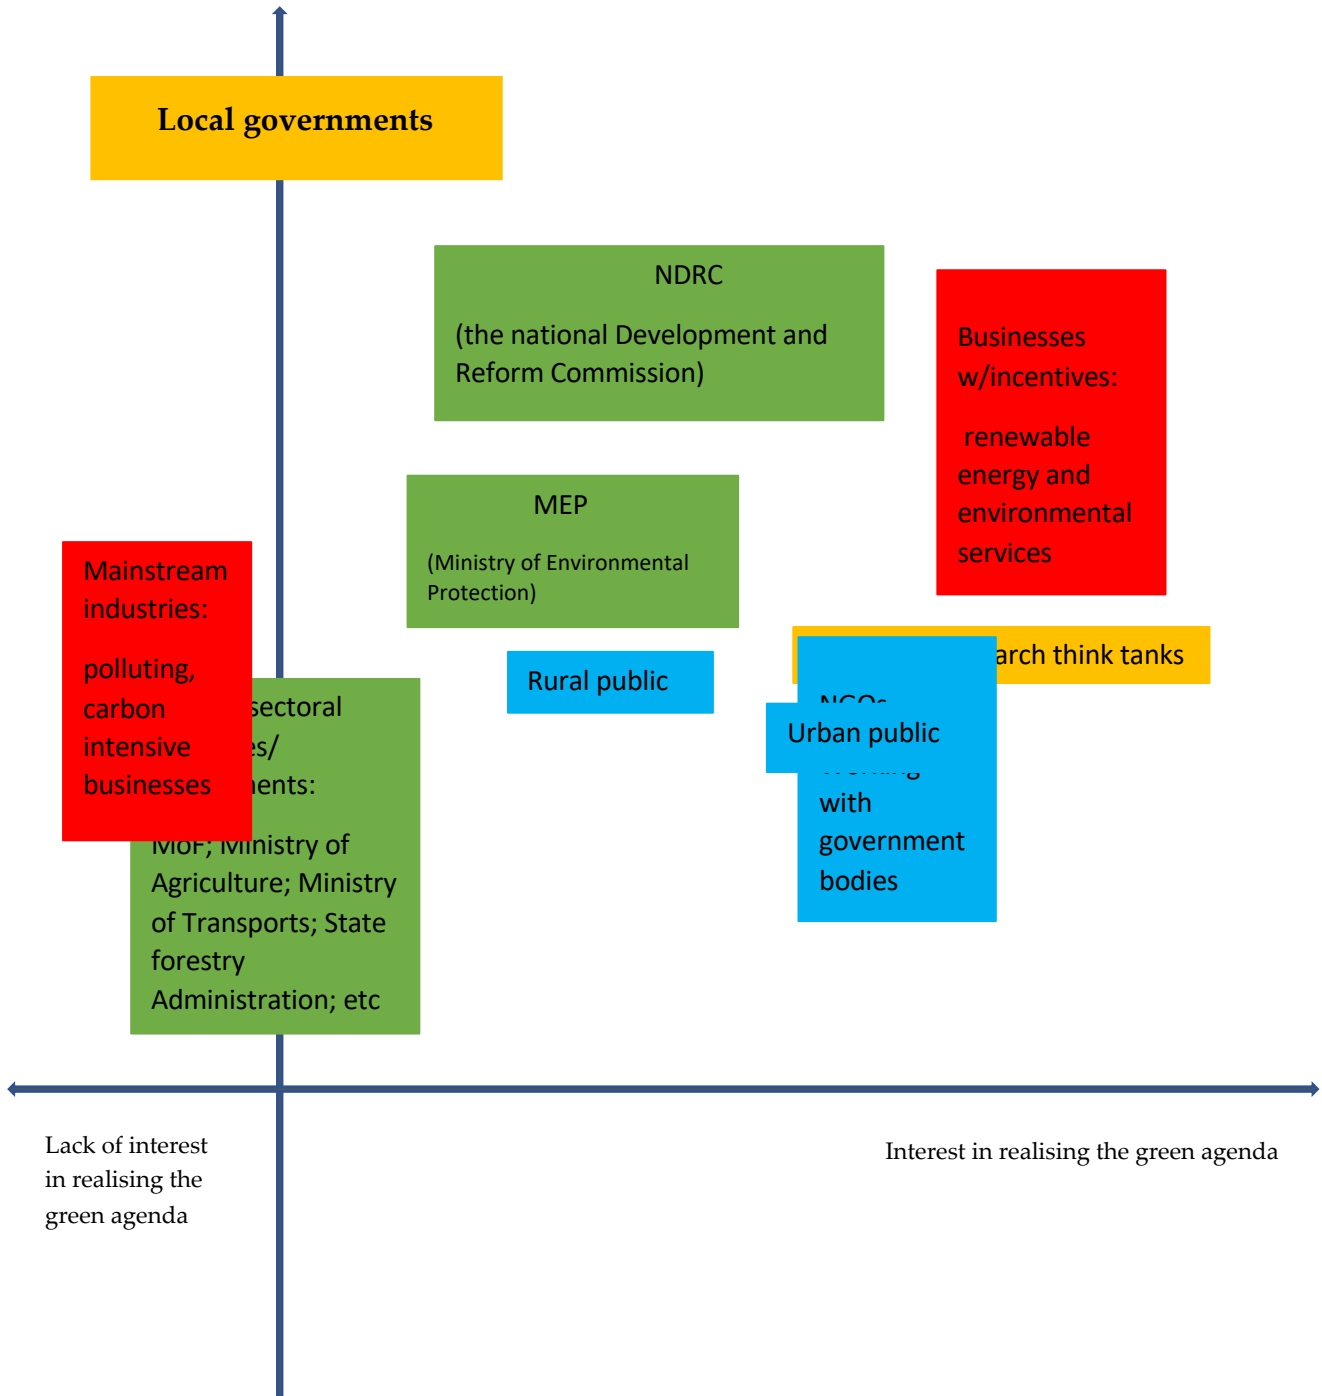 Local governments
NDRC
(the national Development and
Reform Commission)
Businesses
w/incentives:
renewable
energy and
environmental
services
MEP
(Ministry of Environmental
Protection)
Mainstream
industries:
polluting,
carbon
intensive
businesses
Rural public
arch think tanks
NGOs
Urban public
working
with
government
bodies
sectoral
es/
ents:
MoF; Ministry of
Agriculture; Ministry
of Transports; State
forestry
Administration; etc
Lack of interest
in realising the
green agenda
Interest in realising the green agenda